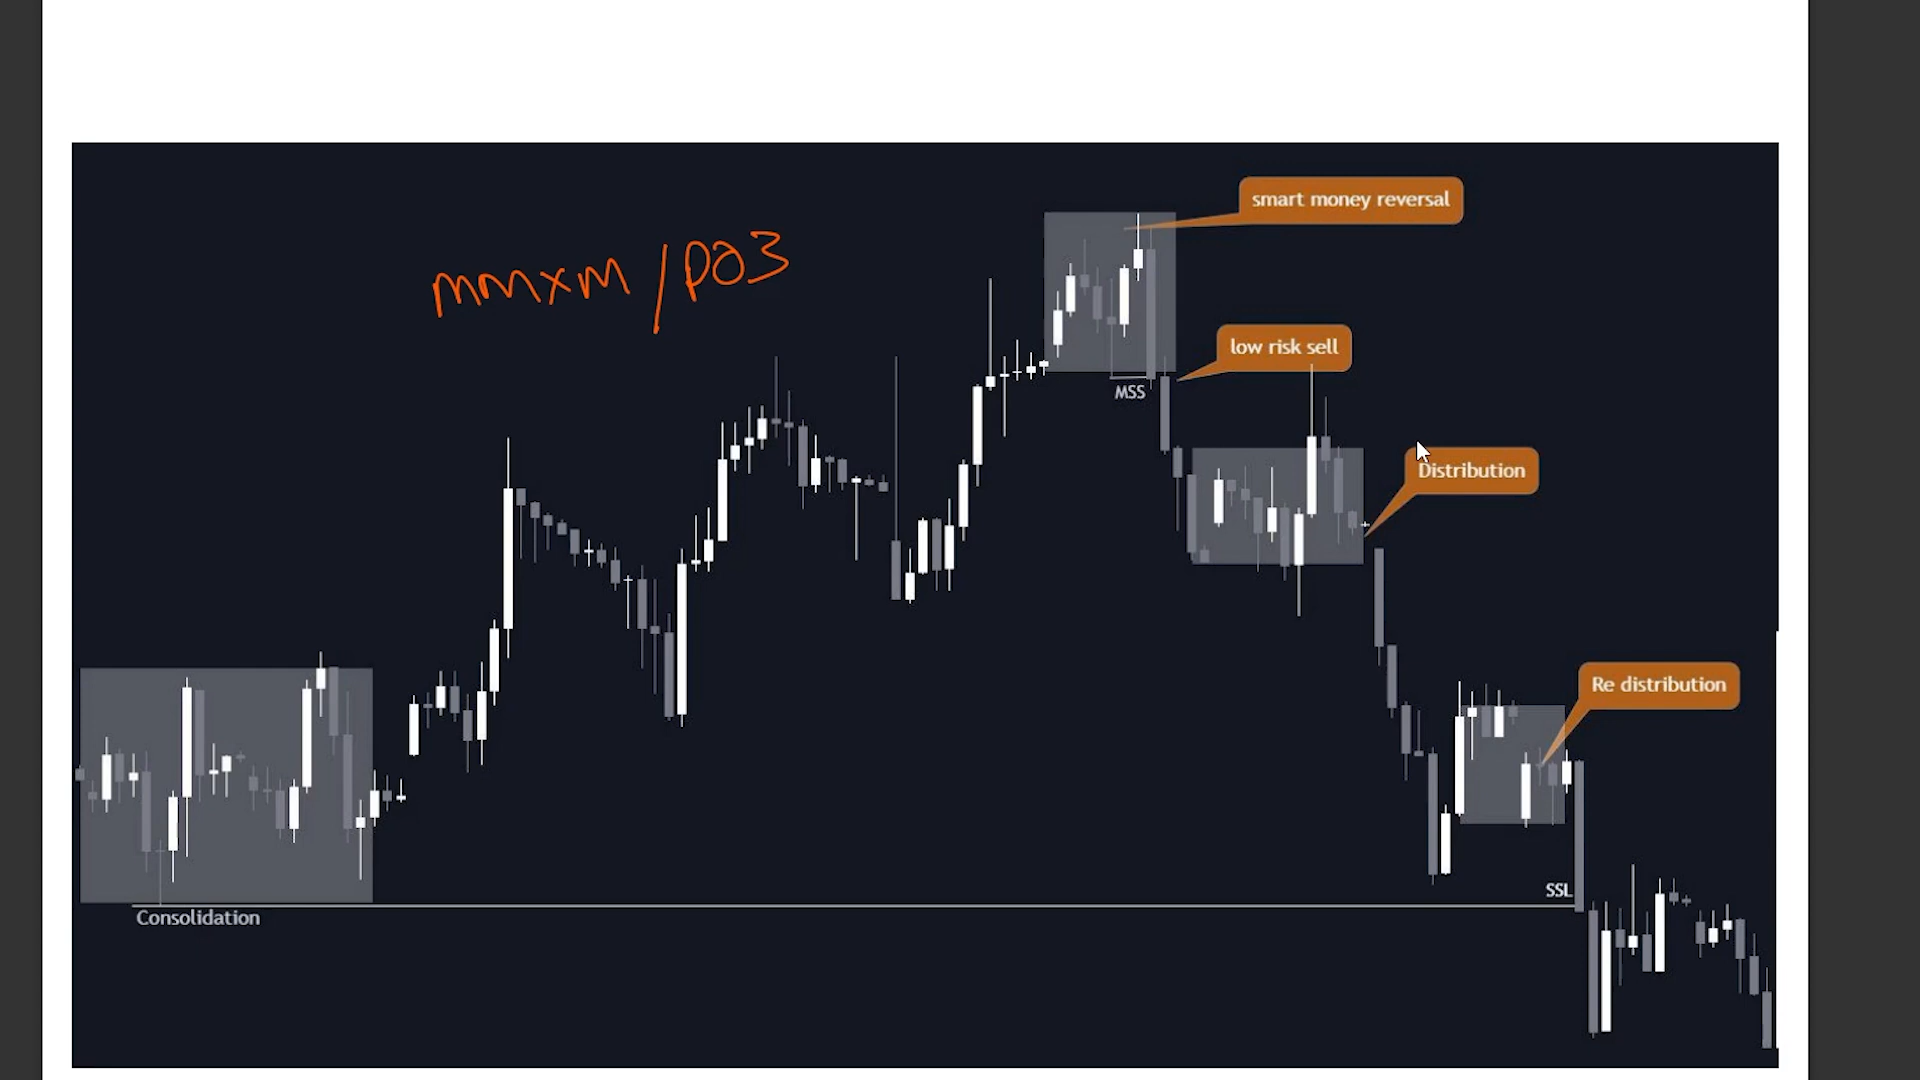 smart money reversal
mmxm / PO3
low risk sell
MSS
Distribution
Re distribution
SSL
Consolidation